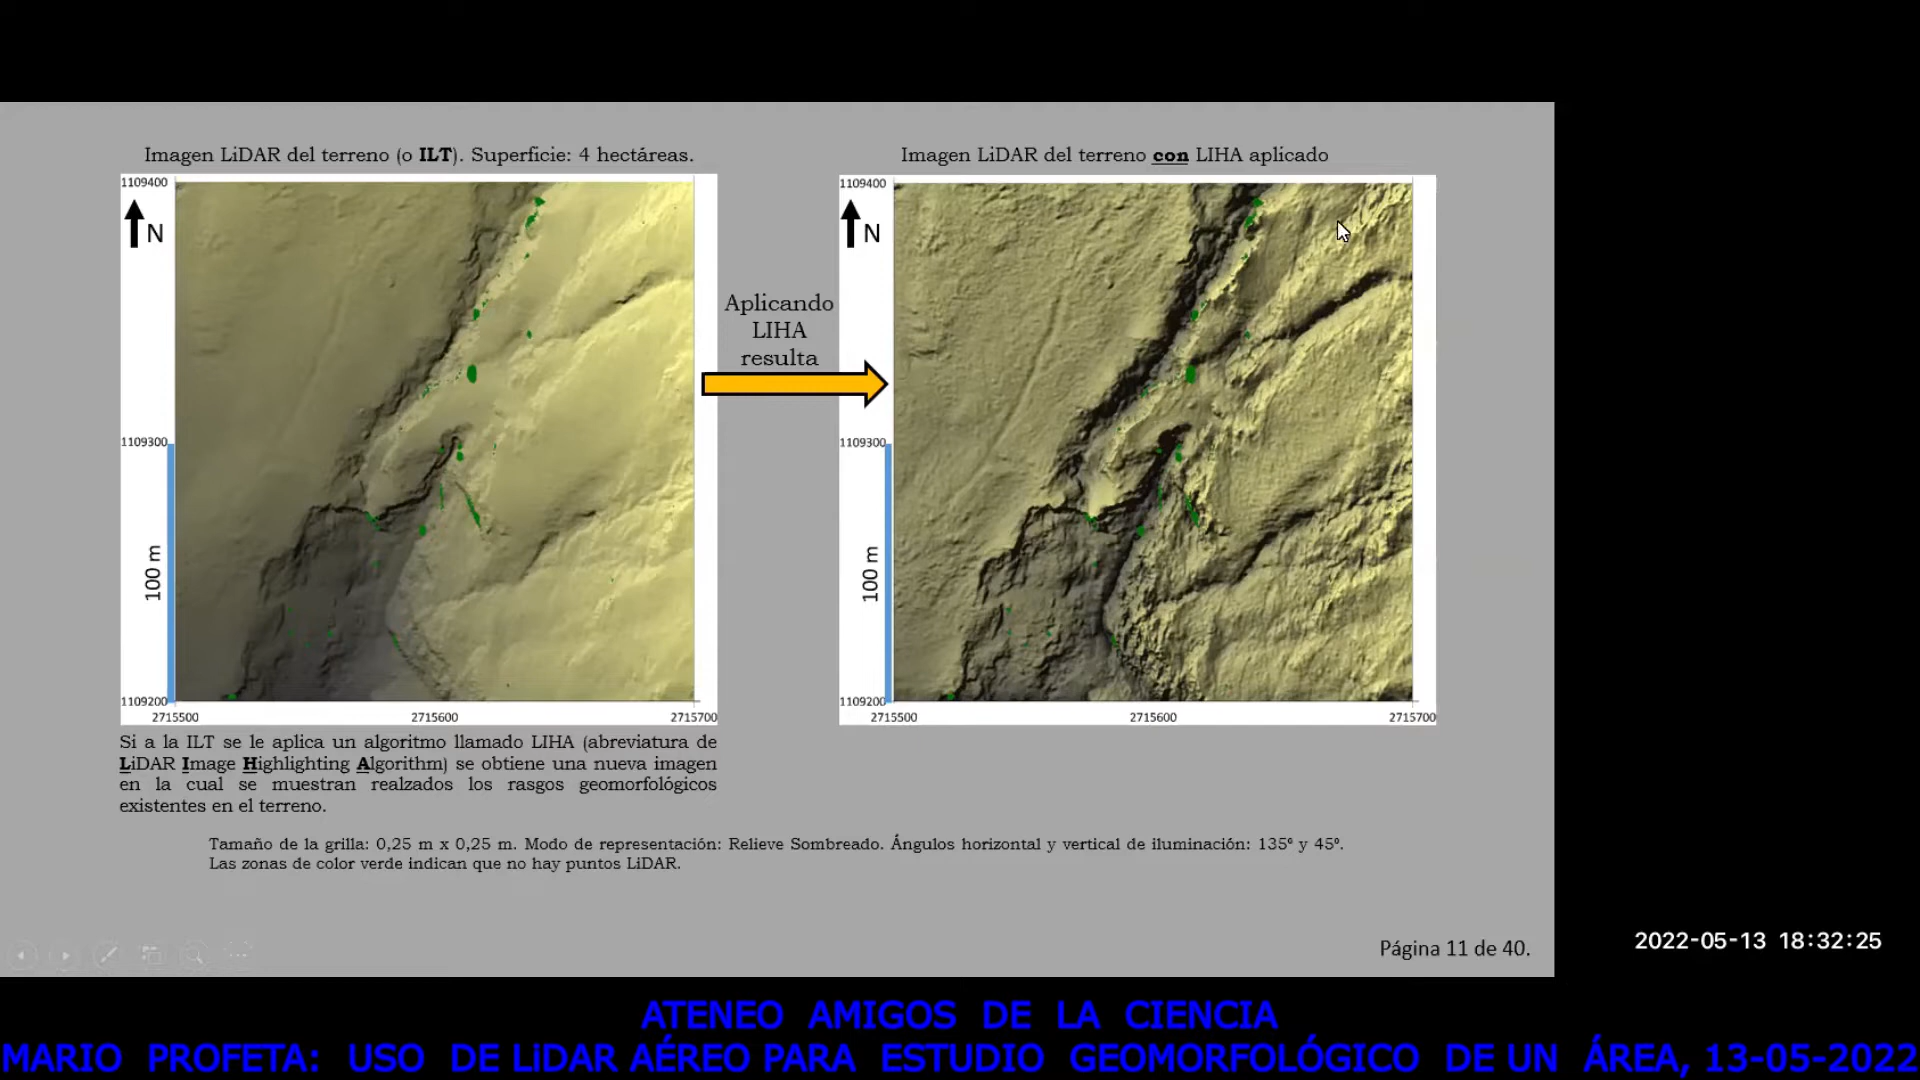 Imagen LiDAR del terreno (o ILT). Superficie: 4 hectáreas.
1109400
N
1109300
100 m
1109200
2715500 2715600 2715700
Aplicando
LIHA
resulta
Imagen LiDAR del terreno con LIHA aplicado
1109400
N
1109300
100 m
1109200
2715500 2715600 2715700
Si a la ILT se le aplica un algoritmo llamado LIHA (abreviatura de
LiDAR Image Highlighting Algorithm) se obtiene una nueva imagen
en la cual se muestran realzados los rasgos geomorfológicos
existentes en el terreno.
Tamaño de la grilla: 0,25 m x 0,25 m. Modo de representación: Relieve Sombreado. Ángulos horizontal y vertical de iluminación: 135º y 45º.
Las zonas de color verde indican que no hay puntos LiDAR.
Página 11 de 40.
2022-05-13 18:32:25
ATENEO AMIGOS DE LA CIENCIA
MARIO PROFETA: USO DE LiDAR AÉREO PARA ESTUDIO GEOMORFOLÓGICO DE UN ÁREA, 13-05-2022